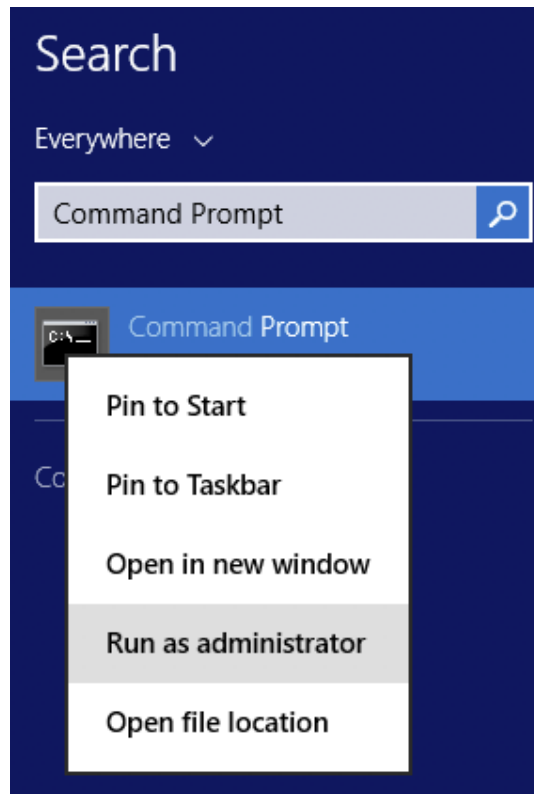 Search
Everywhere
Command Prompt
C:\_
Command Prompt
Pin to Start
Co
Pin to Taskbar
Open in new window
Run as administrator
Open file location